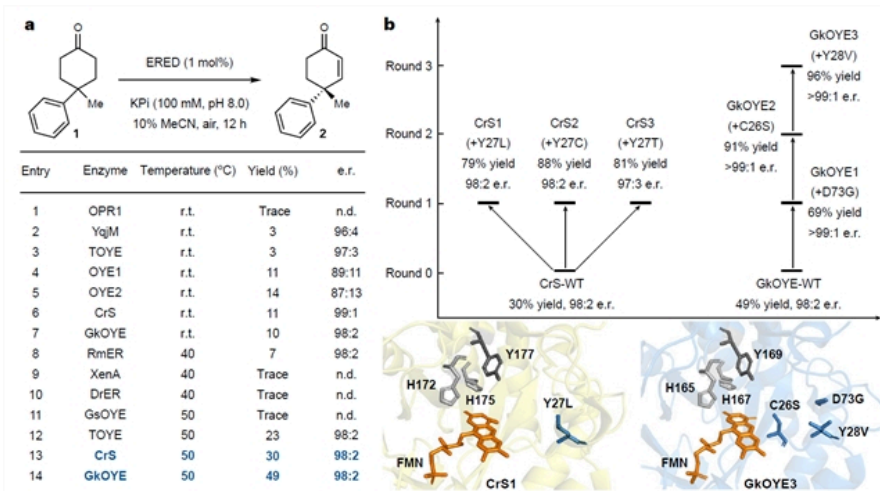 a
O
1
Me
ERED (1 mol%)
KPi (100 mM, pH 8.0)
10% MeCN, air, 12 h
O
2
Me
Entry Enzyme Temperature (°C) Yield (%) e.r.
1 OPR1 r.t. Trace n.d.
2 YqjM r.t. 3 96:4
3 TOYE r.t. 3 97:3
4 OYE1 r.t. 11 89:11
5 OYE2 r.t. 14 87:13
6 CrS r.t. 11 99:1
7 GkOYE r.t. 10 98:2
8 RmER 40 7 98:2
9 XenA 40 Trace n.d.
10 DrER 40 Trace n.d.
11 GsOYE 50 Trace n.d.
12 TOYE 50 23 98:2
13 CrS 50 30 98:2
14 GkOYE 50 49 98:2
b
Round 3
Round 2
Round 1
Round 0
CrS1
(+Y27L)
79% yield
98:2 e.r.
CrS2
(+Y27C)
88% yield
98:2 e.r.
CrS3
(+Y27T)
81% yield
97:3 e.r.
CrS-WT
30% yield, 98:2 e.r.
GkOYE3
(+Y28V)
96% yield
>99:1 e.r.
GkOYE2
(+C26S)
91% yield
>99:1 e.r.
GkOYE1
(+D73G)
69% yield
>99:1 e.r.
GkOYE-WT
49% yield, 98:2 e.r.
Y177
H172
H175
Y27L
FMN
CrS1
Y169
H165
H167
C26S
D73G
Y28V
FMN
GkOYE3